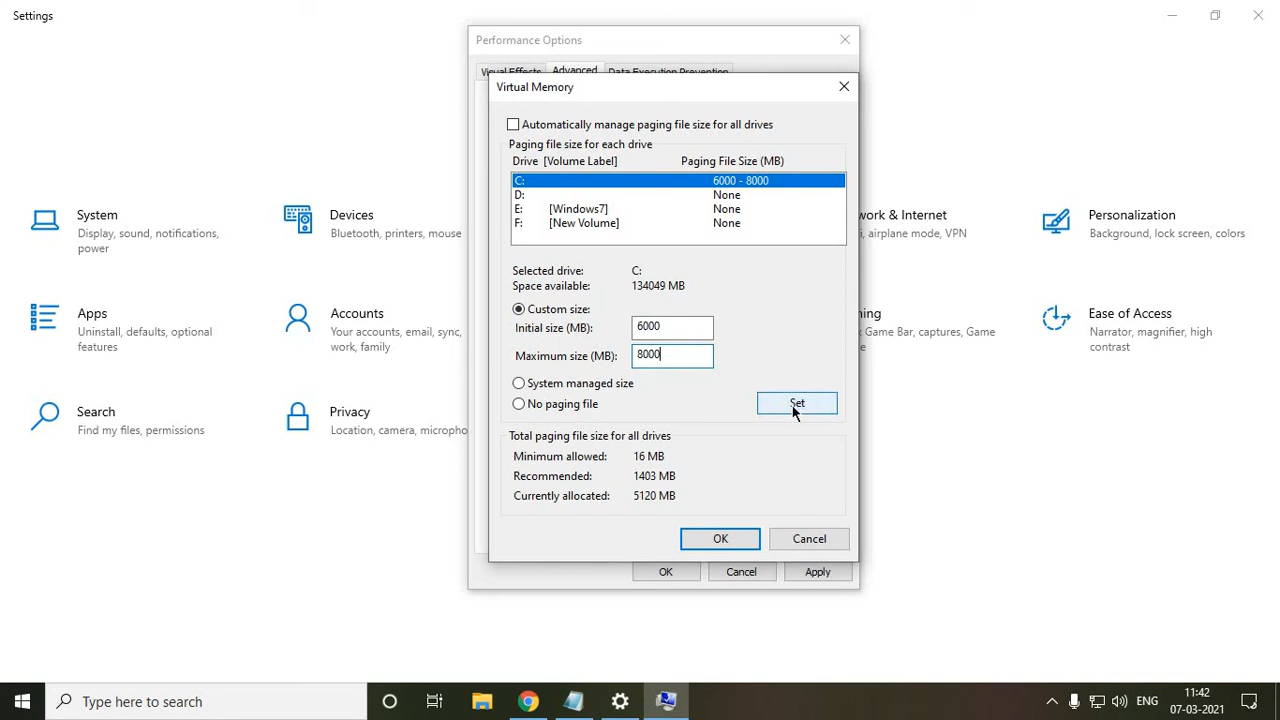 Settings
Performance Options
Visual Effects Advanced Data Execution Prevention
Virtual Memory
Automatically manage paging file size for all drives
Paging file size for each drive
Drive [Volume Label] Paging File Size (MB)
C: 6000 - 8000
D: None
E: [Windows7] None
F: [New Volume] None
Selected drive: C:
Space available: 134049 MB
Custom size:
Initial size (MB): 6000
Maximum size (MB): 8000
System managed size
No paging file
Set
Total paging file size for all drives
Minimum allowed: 16 MB
Recommended: 1403 MB
Currently allocated: 5120 MB
OK Cancel
OK Cancel Apply
System
Display, sound, notifications,
power
Devices
Bluetooth, printers, mouse
work & Internet
i, airplane mode, VPN
Personalization
Background, lock screen, colors
Apps
Uninstall, defaults, optional
features
Accounts
Your accounts, email, sync,
work, family
ing
Game Bar, captures, Game
Ease of Access
Narrator, magnifier, high
contrast
Search
Find my files, permissions
Privacy
Location, camera, micropho
Type here to search
ENG
11:42
07-03-2021